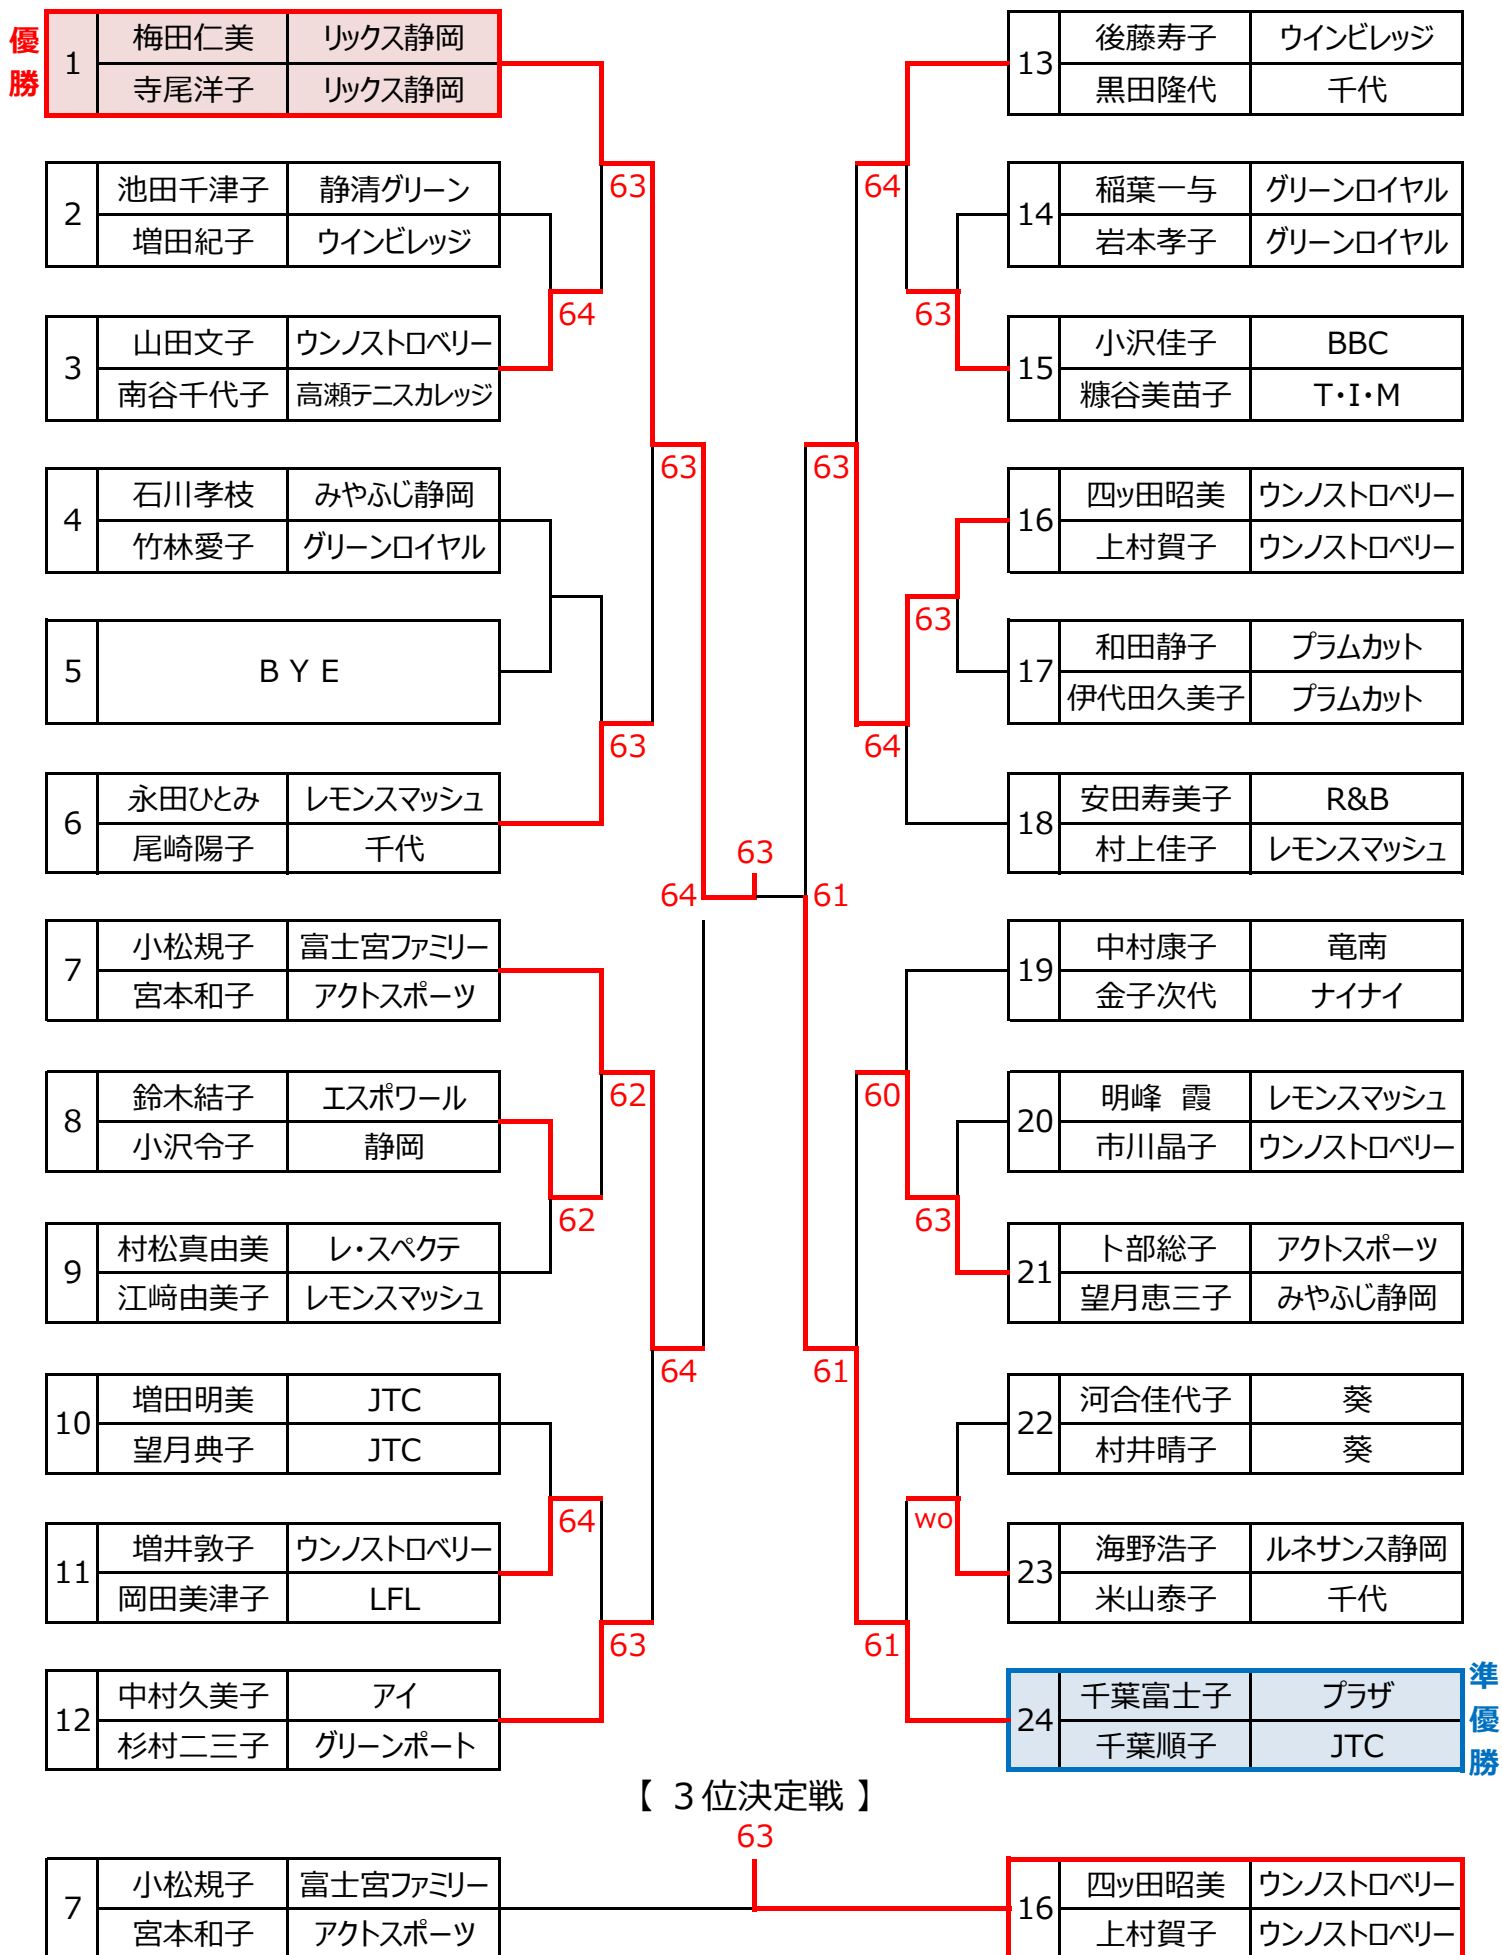 優勝
1 梅田仁美 リックス静岡
寺尾洋子 リックス静岡
2 池田千津子 静清グリーン
増田紀子 ウインビレッジ
3 山田文子 ウンノストロベリー
南谷千代子 高瀬テニスカレッジ
4 石川孝枝 みやふじ静岡
竹林愛子 グリーンロイヤル
5 ＢＹＥ
6 永田ひとみ レモンスマッシュ
尾崎陽子 千代
7 小松規子 富士宮ファミリー
宮本和子 アクトスポーツ
8 鈴木結子 エスポワール
小沢令子 静岡
9 村松真由美 レ・スペクテ
江﨑由美子 レモンスマッシュ
10 増田明美 JTC
望月典子 JTC
11 増井敦子 ウンノストロベリー
岡田美津子 LFL
12 中村久美子 アイ
杉村二三子 グリーンポート
64
62
64
63
63
62
63
63
64
64
63
61
63
61
64
64
60
61
63
63
63
wo
13 後藤寿子 ウインビレッジ
黒田隆代 千代
14 稲葉一与 グリーンロイヤル
岩本孝子 グリーンロイヤル
15 小沢佳子 BBC
糠谷美苗子 T・I・M
16 四ッ田昭美 ウンノストロベリー
上村賀子 ウンノストロベリー
17 和田静子 プラムカット
伊代田久美子 プラムカット
18 安田寿美子 R&B
村上佳子 レモンスマッシュ
19 中村康子 竜南
金子次代 ナイナイ
20 明峰　霞 レモンスマッシュ
市川晶子 ウンノストロベリー
21 卜部総子 アクトスポーツ
望月恵三子 みやふじ静岡
22 河合佳代子 葵
村井晴子 葵
23 海野浩子 ルネサンス静岡
米山泰子 千代
24 千葉富士子 プラザ
千葉順子 JTC
準優勝
【 ３位決定戦 】
63
7 小松規子 富士宮ファミリー
宮本和子 アクトスポーツ
16 四ッ田昭美 ウンノストロベリー
上村賀子 ウンノストロベリー